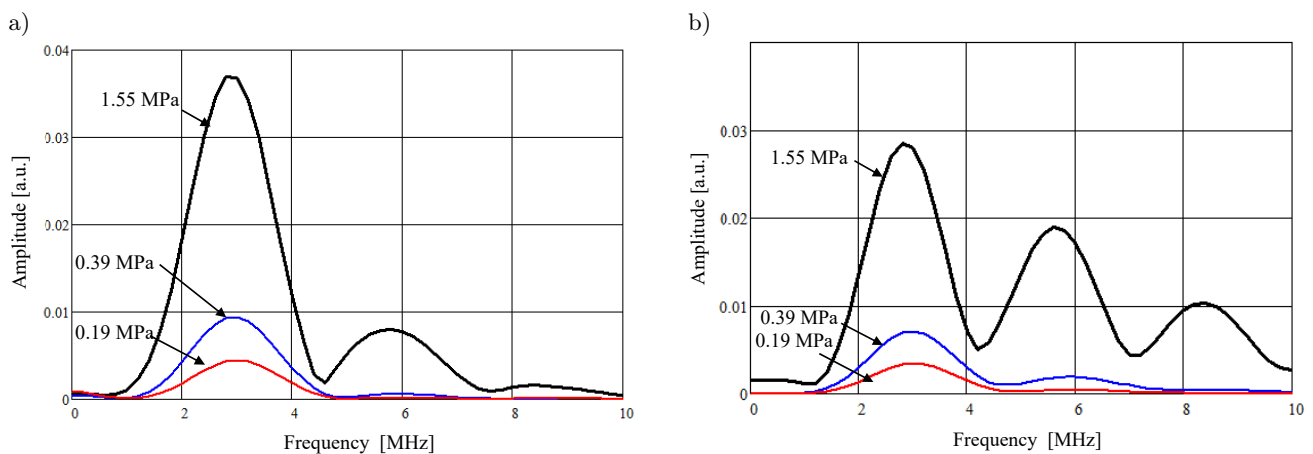 a)
0.04
0.03
0.02
0.01
0
Amplitude [a.u.]
1.55 MPa
0.39 MPa
0.19 MPa
0 2 4 6 8 10
Frequency [MHz]
b)
0.03
0.02
0.01
0
Amplitude [a.u.]
1.55 MPa
0.39 MPa
0.19 MPa
0 2 4 6 8 10
Frequency [MHz]